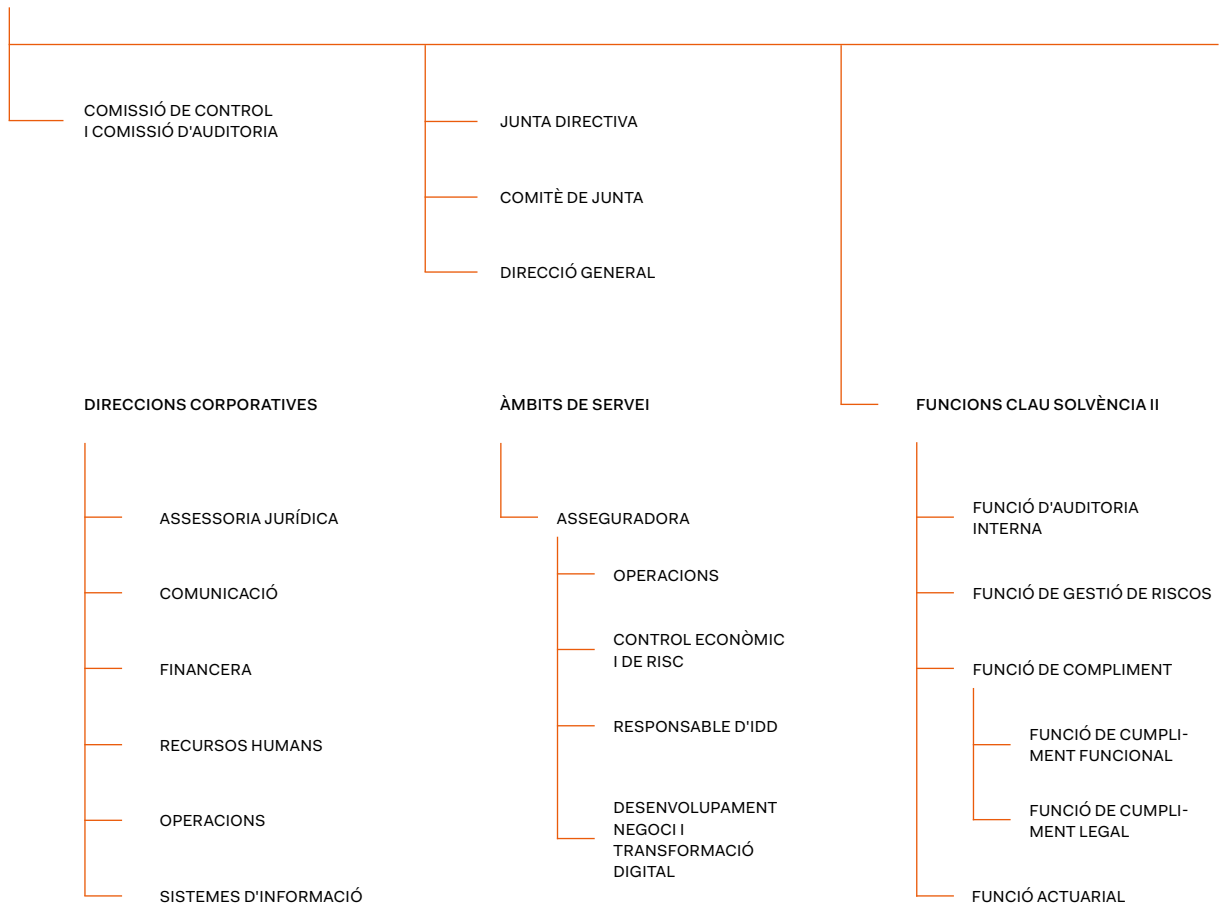 COMISSIÓ DE CONTROL
I COMISSIÓ D'AUDITORIA
JUNTA DIRECTIVA
COMITÈ DE JUNTA
DIRECCIÓ GENERAL
DIRECCIONS CORPORATIVES
ASSESSORIA JURÍDICA
COMUNICACIÓ
FINANCERA
RECURSOS HUMANS
OPERACIONS
SISTEMES D'INFORMACIÓ
ÀMBITS DE SERVEI
ASSEGURADORA
OPERACIONS
CONTROL ECONÒMIC
I DE RISC
RESPONSABLE D'IDD
DESENVOLUPAMENT
NEGOCI I
TRANSFORMACIÓ
DIGITAL
FUNCIONS CLAU SOLVÈNCIA II
FUNCIÓ D'AUDITORIA
INTERNA
FUNCIÓ DE GESTIÓ DE RISCOS
FUNCIÓ DE COMPLIMENT
FUNCIÓ DE CUMPLI-
MENT FUNCIONAL
FUNCIÓ DE CUMPLI-
MENT LEGAL
FUNCIÓ ACTUARIAL